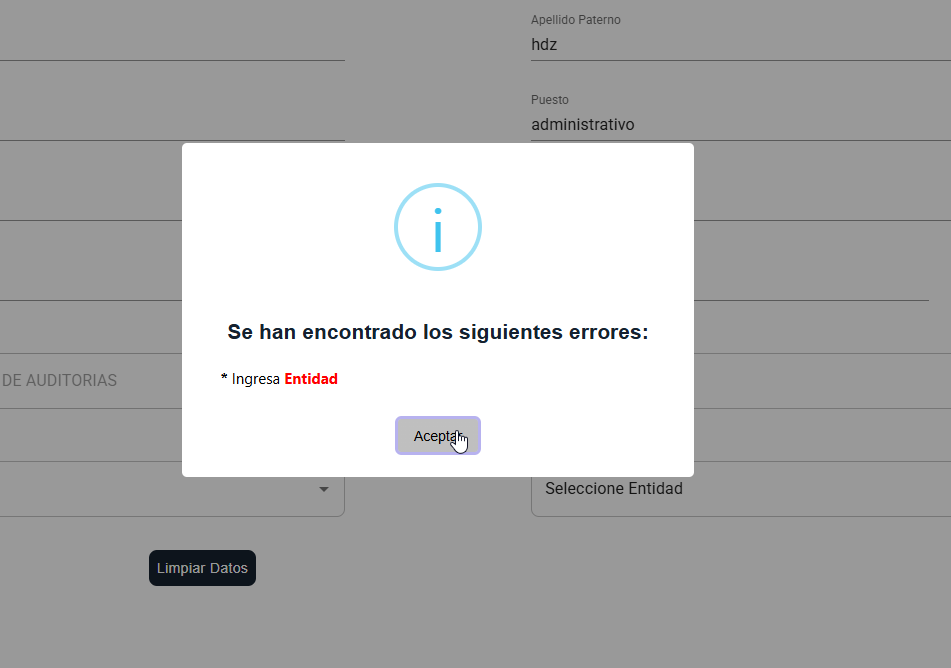 Apellido Paterno
hdz
Puesto
administrativo
i
Se han encontrado los siguientes errores:
* Ingresa Entidad
Aceptar
DE AUDITORIAS
Seleccione Entidad
Limpiar Datos